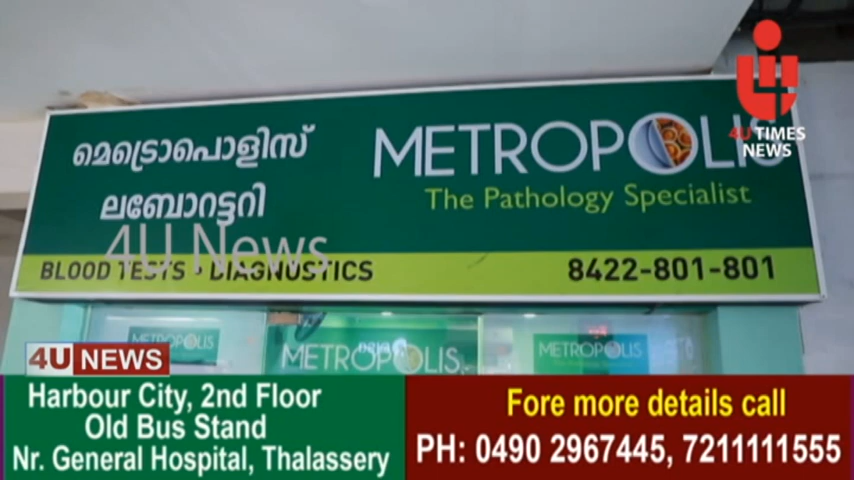 മെട്രൊപൊളിസ്
ലബോറട്ടറി
METROPOLIS
The Pathology Specialist
BLOOD TESTS • DIAGNOSTICS
8422-801-801
4U TIMES
NEWS
4U News
METROPOLIS
METROPOLIS
METROPOLIS
4U NEWS
Harbour City, 2nd Floor
Old Bus Stand
Nr. General Hospital, Thalassery
Fore more details call
PH: 0490 2967445, 7211111555